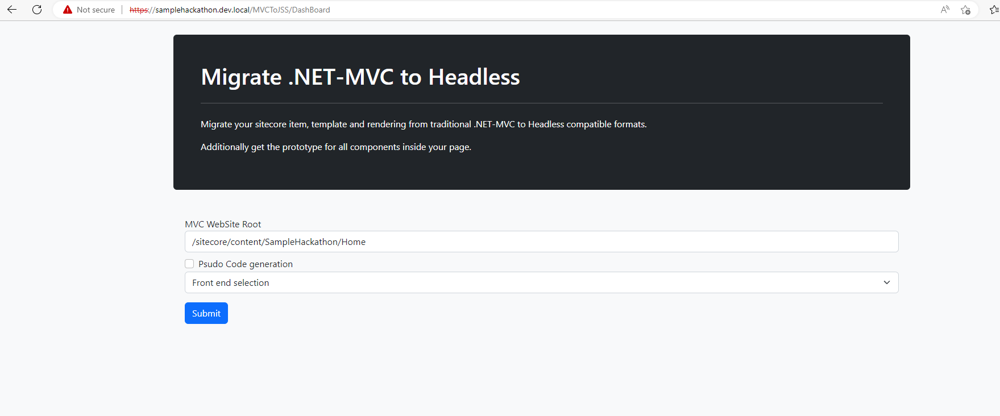 Not secure | https://samplehackathon.dev.local/MVCToJSS/DashBoard
Migrate .NET-MVC to Headless
Migrate your sitecore item, template and rendering from traditional .NET-MVC to Headless compatible formats.
Additionally get the prototype for all components inside your page.
MVC WebSite Root
/sitecore/content/SampleHackathon/Home
Psudo Code generation
Front end selection
Submit